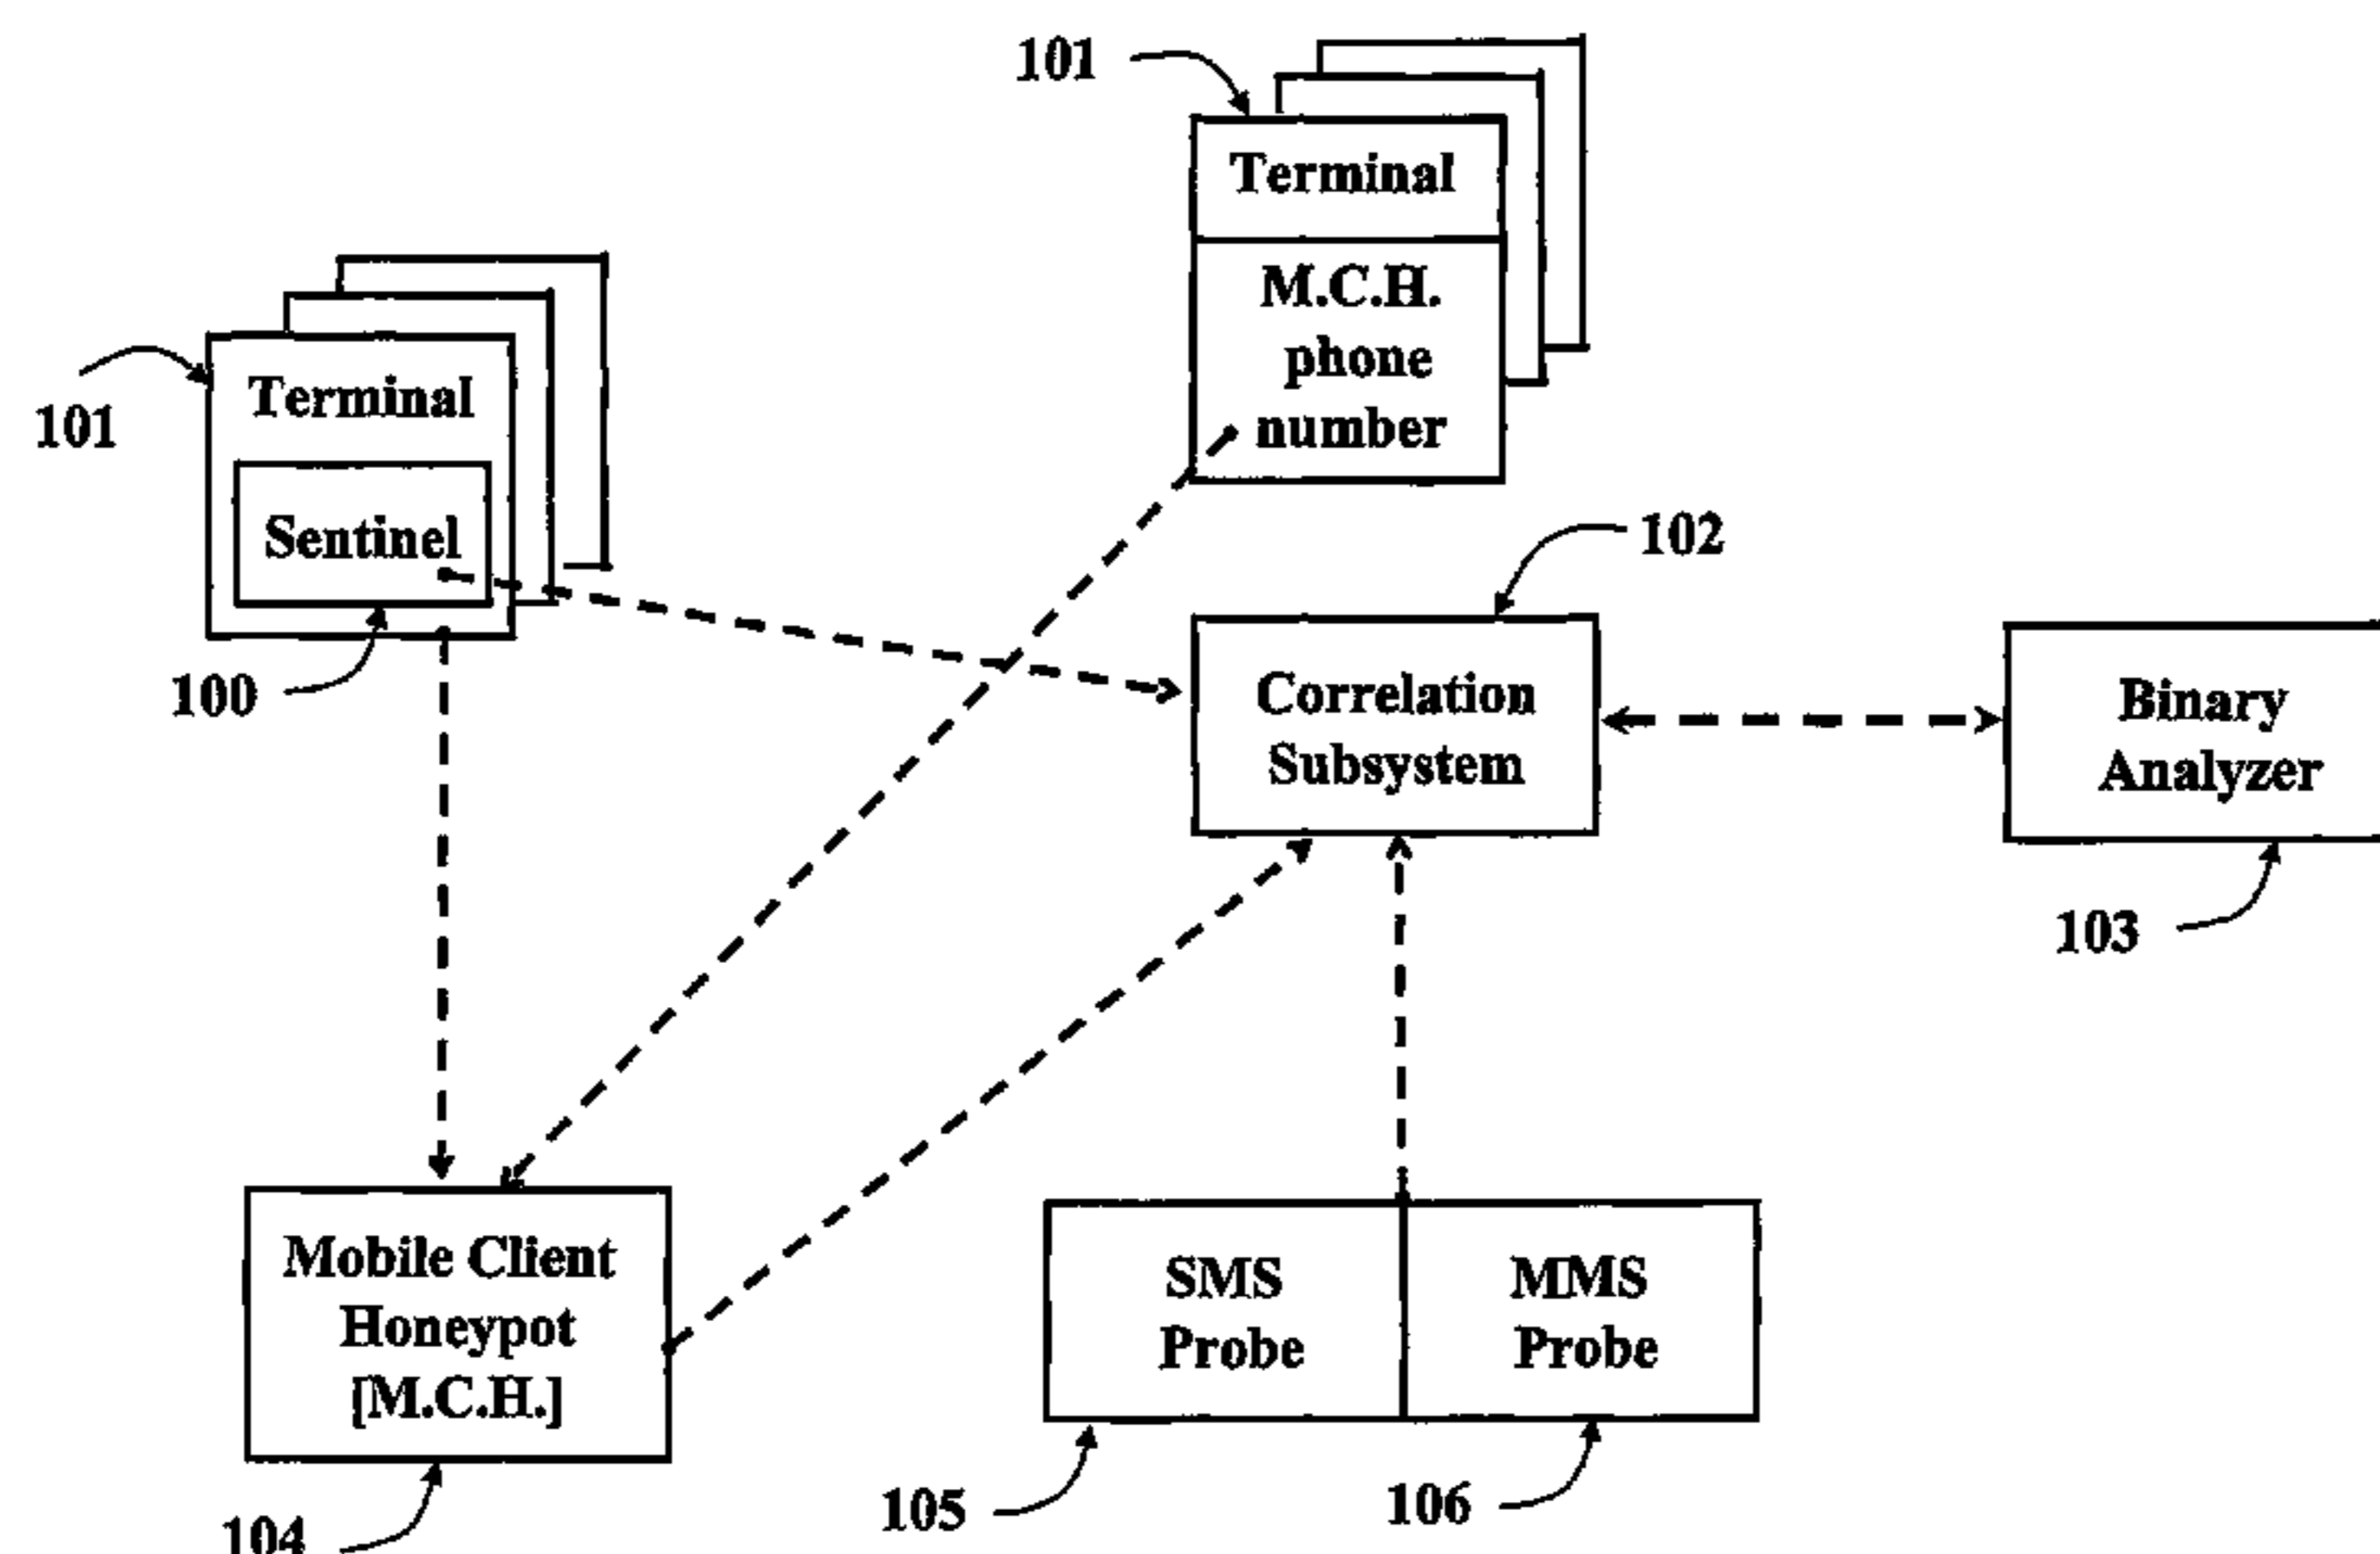 101
Terminal
M.C.H.
phone
number
101
Terminal
Sentinel
100
102
Correlation
Subsystem
Binary
Analyzer
103
Mobile Client
Honeypot
[M.C.H.]
104
SMS
Probe
MMS
Probe
105
106